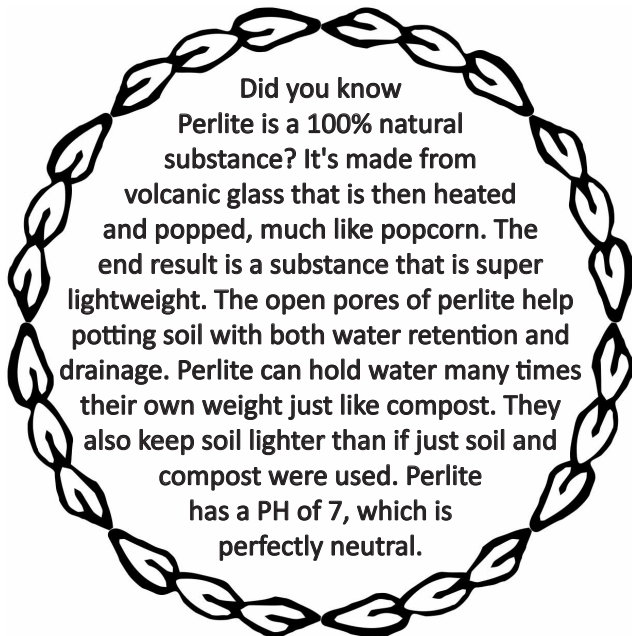 Did you know
Perlite is a 100% natural
substance? It's made from
volcanic glass that is then heated
and popped, much like popcorn. The
end result is a substance that is super
lightweight. The open pores of perlite help
potting soil with both water retention and
drainage. Perlite can hold water many times
their own weight just like compost. They
also keep soil lighter than if just soil and
compost were used. Perlite
has a PH of 7, which is
perfectly neutral.